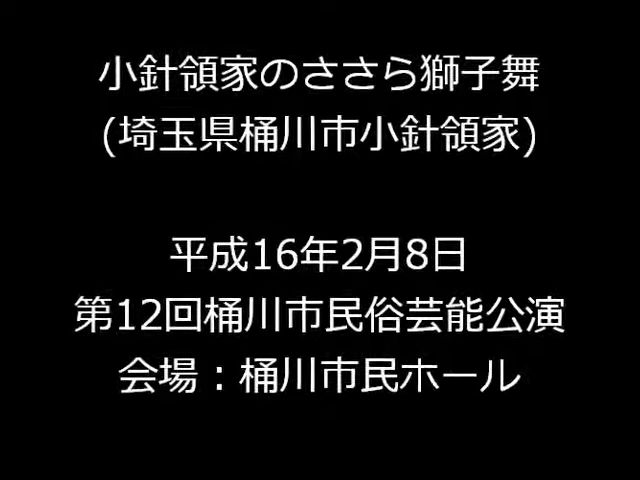 小針領家のささら獅子舞
(埼玉県桶川市小針領家)
平成16年2月8日
第12回桶川市民俗芸能公演
会場：桶川市民ホール